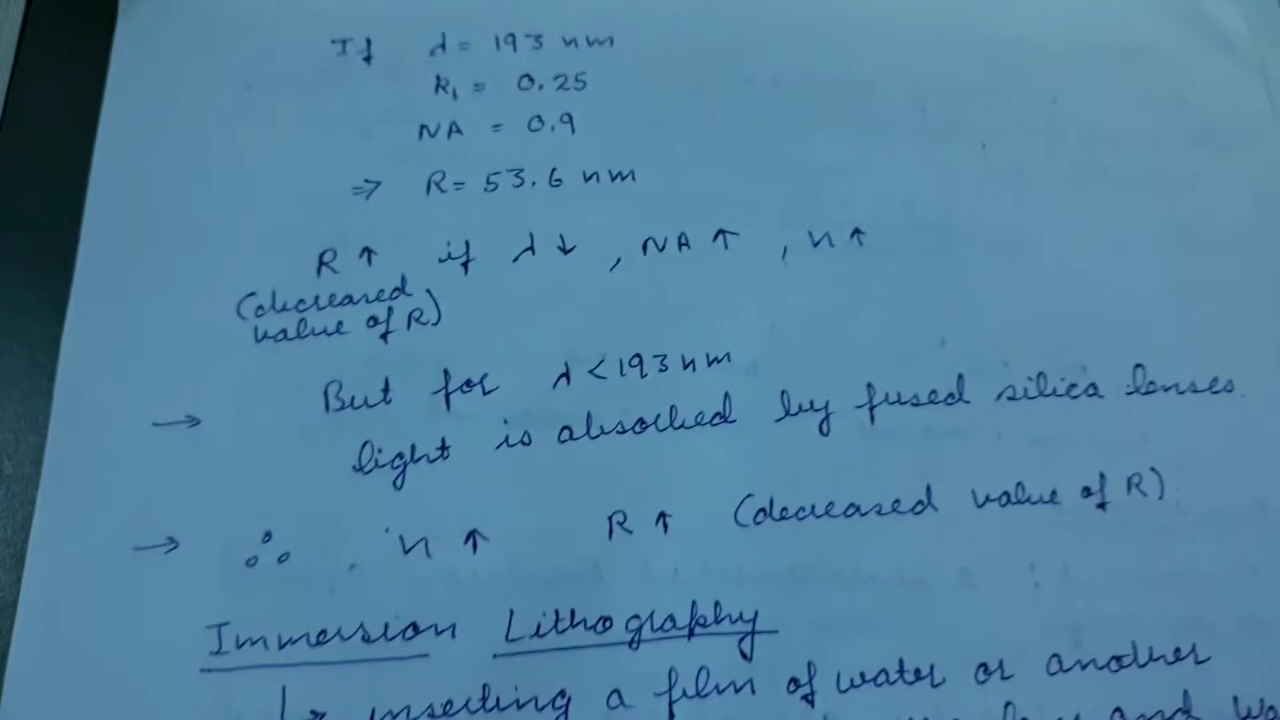 If λ = 193 nm
k₁ = 0.25
NA = 0.9
⇒ R = 53.6 nm
R ↑ if λ ↓ , NA ↑ , n ↑
(decreased
value of R)
→ But for λ < 193 nm
light is absorbed by fused silica lenses.
→ ∴ n ↑ R ↑ (decreased value of R)
Immersion Lithography
↳ inserting a film of water or another
and